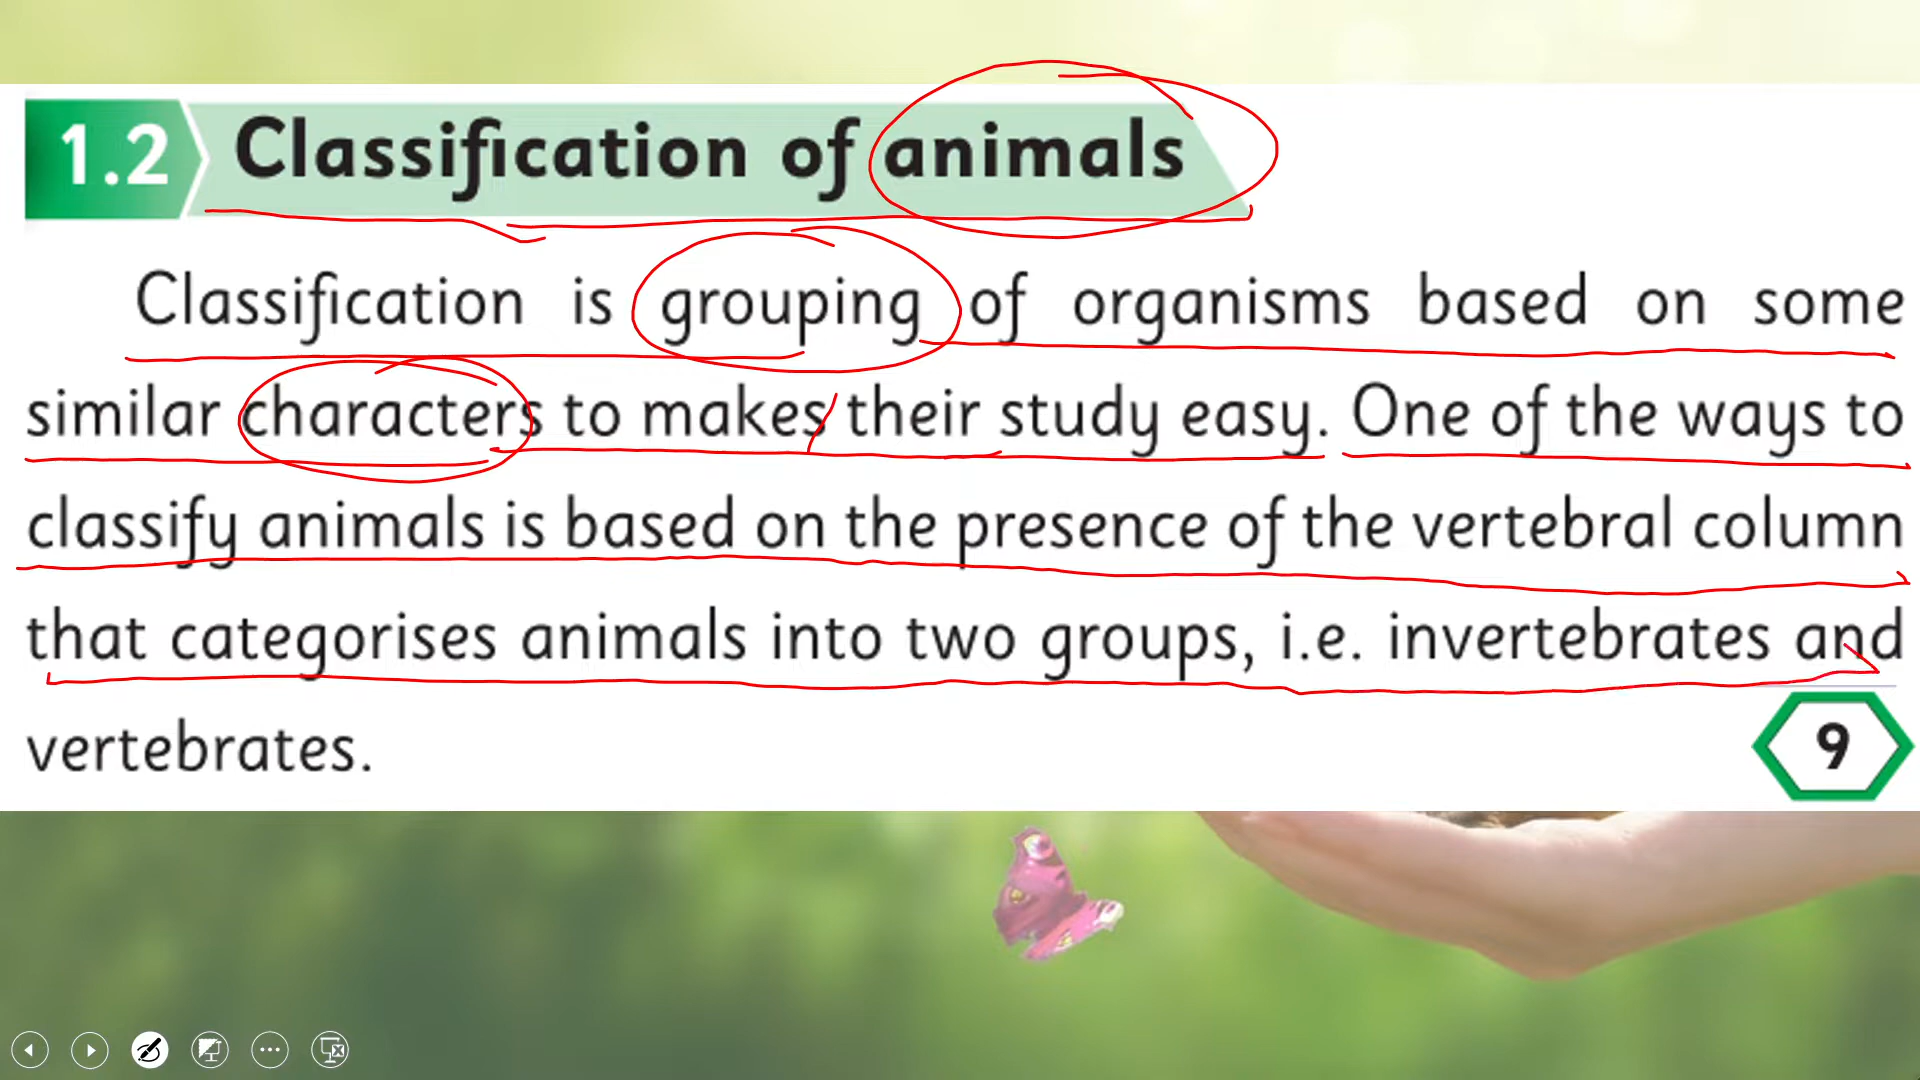 1.2 Classification of animals
Classification is grouping of organisms based on some
similar characters to makes their study easy. One of the ways to
classify animals is based on the presence of the vertebral column
that categorises animals into two groups, i.e. invertebrates and
vertebrates.
9